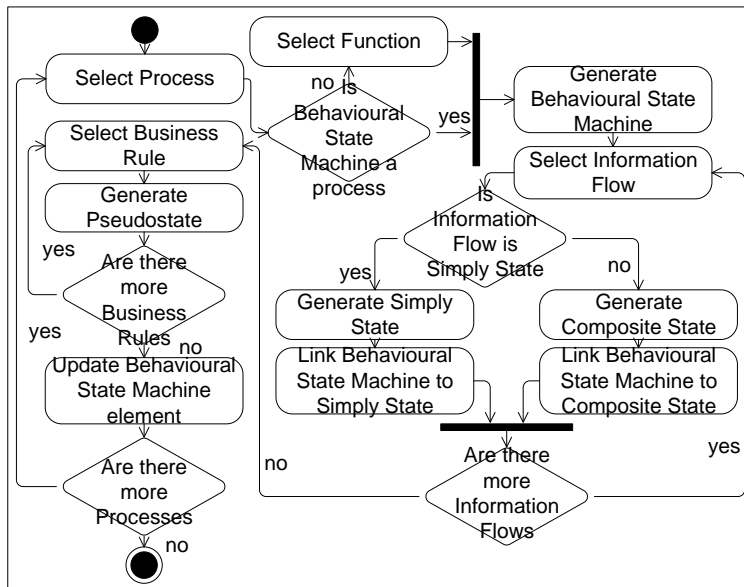 Select Function
Select Process
no
Is
Behavioural
State
Machine a
process
yes
Generate
Behavioural State
Machine
Select Business
Rule
Select Information
Flow
Generate
Pseudostate
Is
Information
Flow is
Simply State
yes
Are there
more
Business
Rules
yes
no
yes
no
Generate Simply
State
Generate
Composite State
Update Behavioural
State Machine
element
Link Behavioural
State Machine to
Simply State
Link Behavioural
State Machine to
Composite State
Are there
more
Processes
no
no
Are there
more
Information
Flows
yes